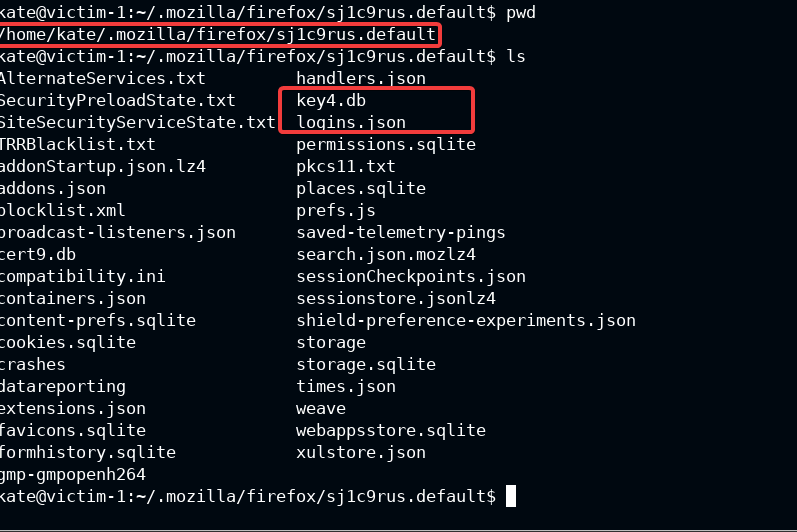 kate@victim-1:~/.mozilla/firefox/sj1c9rus.default$ pwd
/home/kate/.mozilla/firefox/sj1c9rus.default
kate@victim-1:~/.mozilla/firefox/sj1c9rus.default$ ls
AlternateServices.txt handlers.json
SecurityPreloadState.txt key4.db
SiteSecurityServiceState.txt logins.json
TRRBlacklist.txt permissions.sqlite
addonStartup.json.lz4 pkcs11.txt
addons.json places.sqlite
blocklist.xml prefs.js
broadcast-listeners.json saved-telemetry-pings
cert9.db search.json.mozlz4
compatibility.ini sessionCheckpoints.json
containers.json sessionstore.jsonlz4
content-prefs.sqlite shield-preference-experiments.json
cookies.sqlite storage
crashes storage.sqlite
datareporting times.json
extensions.json weave
favicons.sqlite webappsstore.sqlite
formhistory.sqlite xulstore.json
gmp-gmpopenh264
kate@victim-1:~/.mozilla/firefox/sj1c9rus.default$